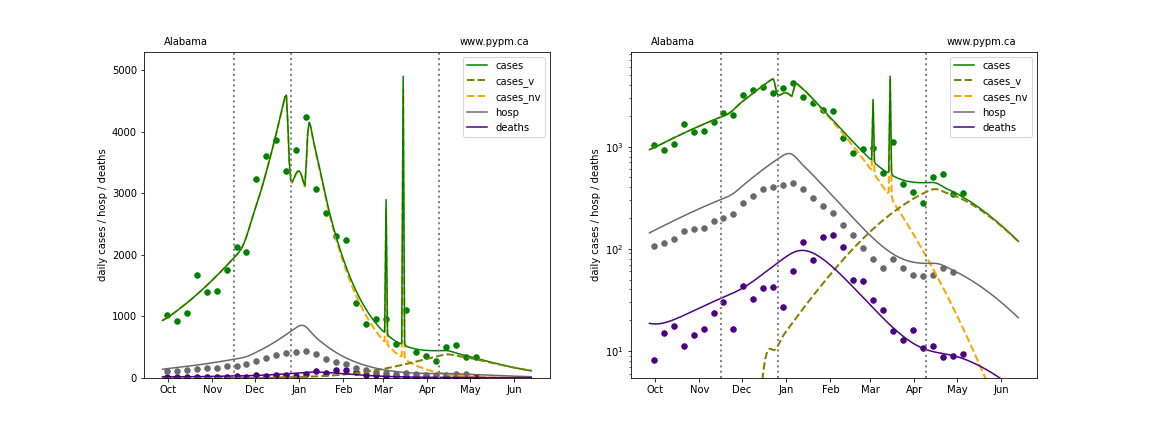 Alabama
www.pypm.ca
daily cases / hosp / deaths
5000
4000
3000
2000
1000
0
cases
cases_v
cases_nv
hosp
deaths
Oct Nov Dec Jan Feb Mar Apr May Jun
Alabama
www.pypm.ca
daily cases / hosp / deaths
10³
10²
10¹
cases
cases_v
cases_nv
hosp
deaths
Oct Nov Dec Jan Feb Mar Apr May Jun